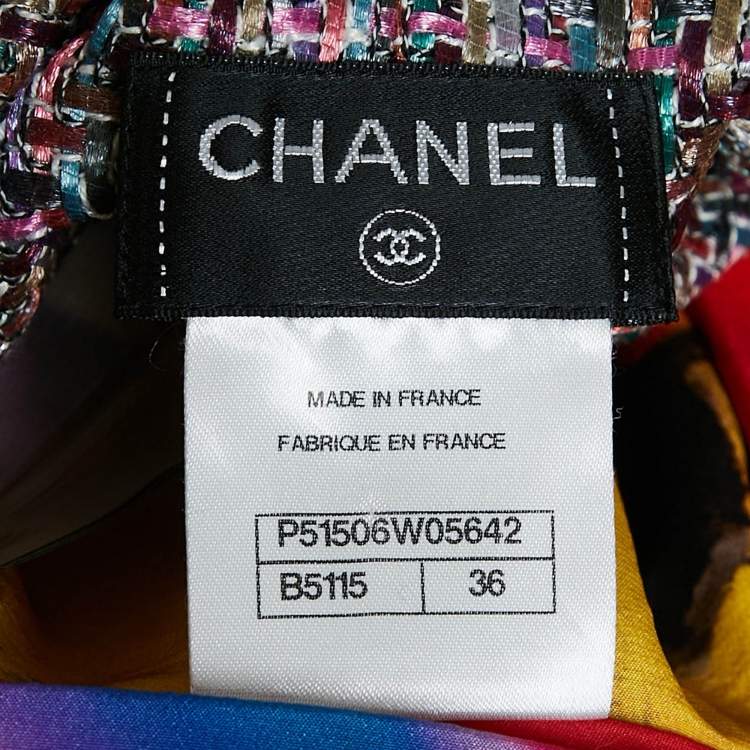 CHANEL
MADE IN FRANCE
FABRIQUE EN FRANCE
P51506W05642
B5115 36